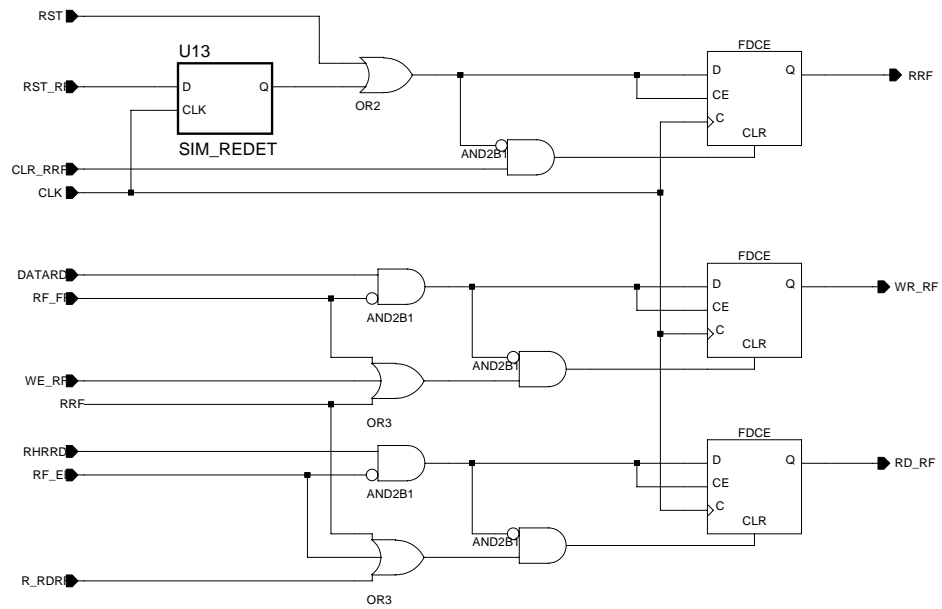 RST
U13
FDCE
RST_RF
D
Q
CLK
OR2
D
Q
RRF
CE
C
CLR
SIM_REDET
AND2B1
CLR_RRF
CLK
FDCE
DATARD
RF_FF
AND2B1
D
Q
WR_RF
CE
C
CLR
AND2B1
WE_RF
RRF
OR3
FDCE
RHRRD
RF_E
AND2B1
D
Q
RD_RF
CE
C
CLR
AND2B1
R_RDRF
OR3